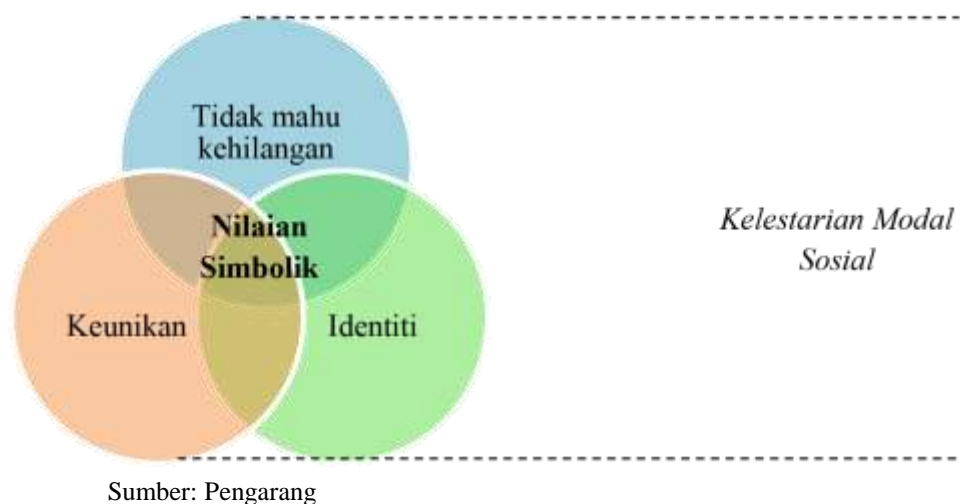 Tidak mahu
kehilangan
Nilaian
Simbolik
Keunikan
Identiti
Kelestarian Modal
Sosial
Sumber: Pengarang